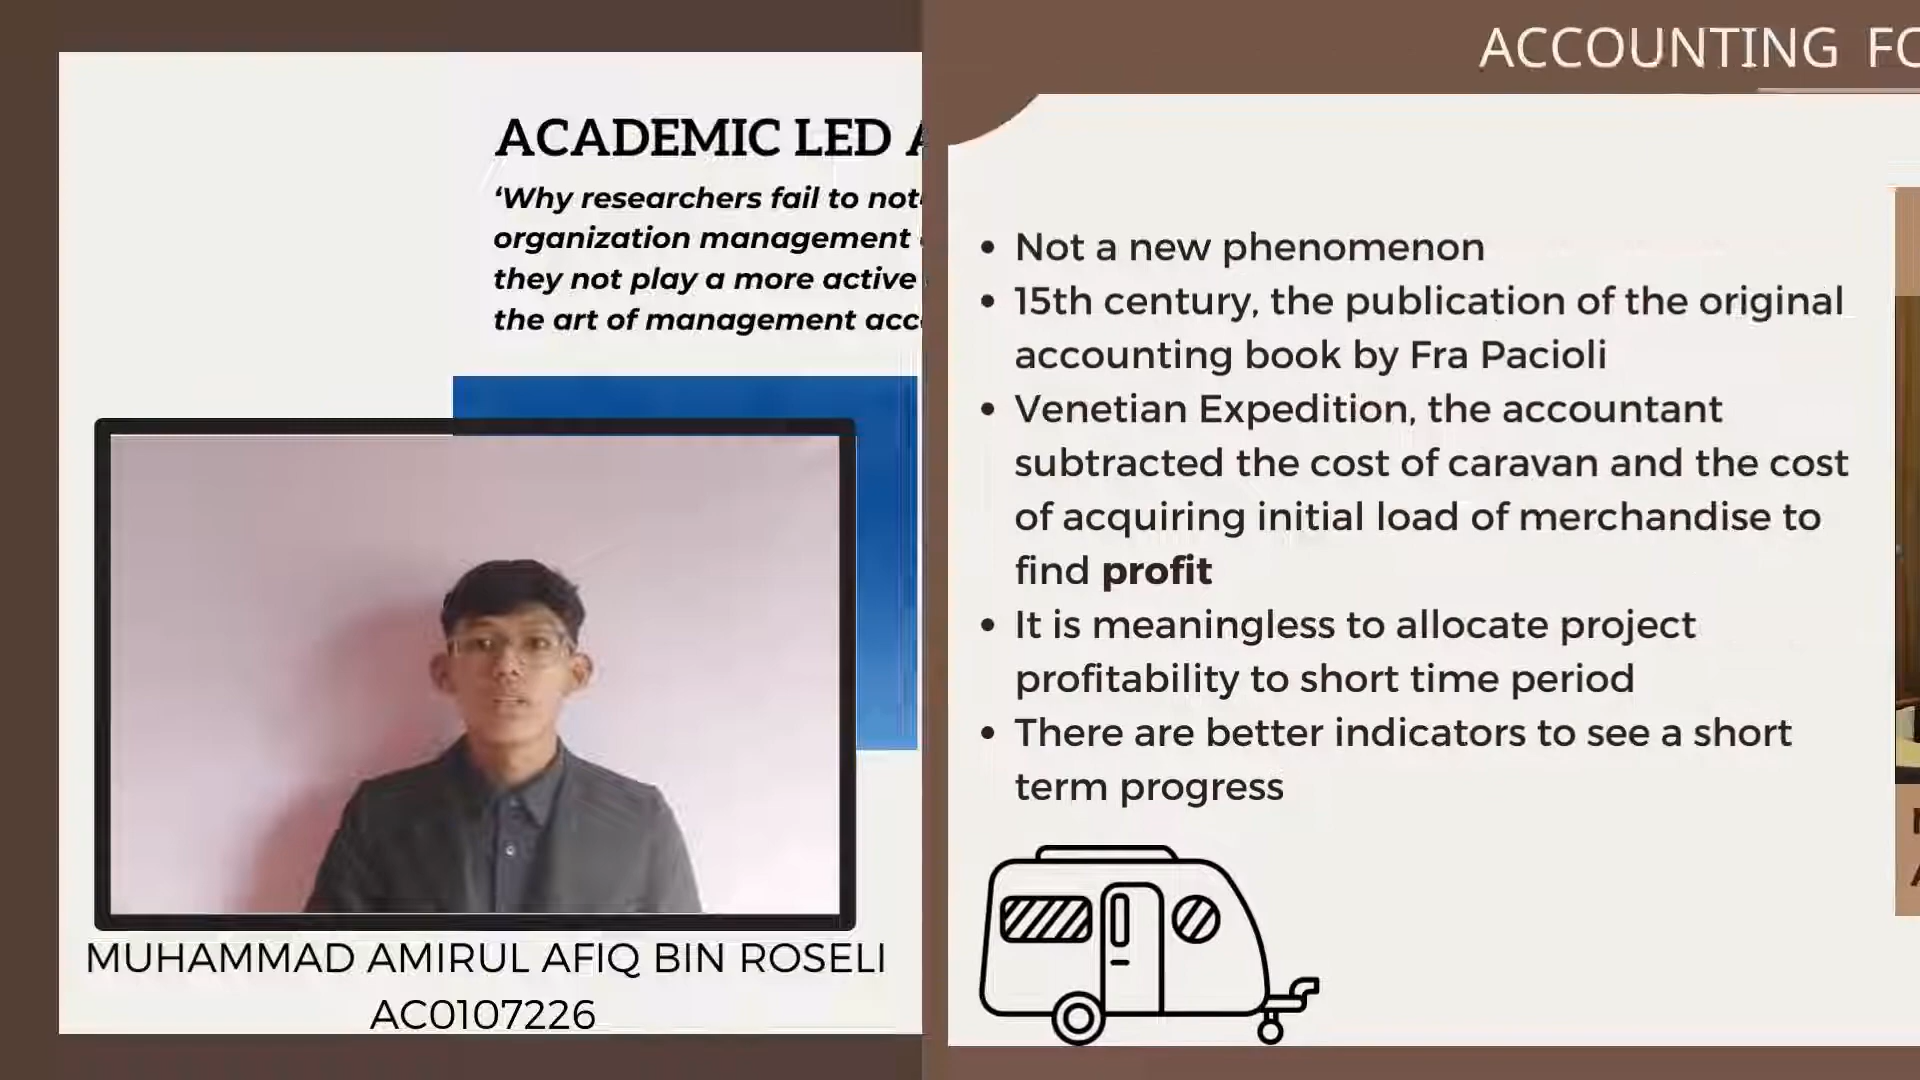 ACADEMIC LED
‘Why researchers fail to
organization management
they not play a more active
the art of management
MUHAMMAD AMIRUL AFIQ BIN ROSELI
AC0107226
ACCOUNTING
• Not a new phenomenon
• 15th century, the publication of the original
accounting book by Fra Pacioli
• Venetian Expedition, the accountant
subtracted the cost of caravan and the cost
of acquiring initial load of merchandise to
find profit
• It is meaningless to allocate project
profitability to short time period
• There are better indicators to see a short
term progress